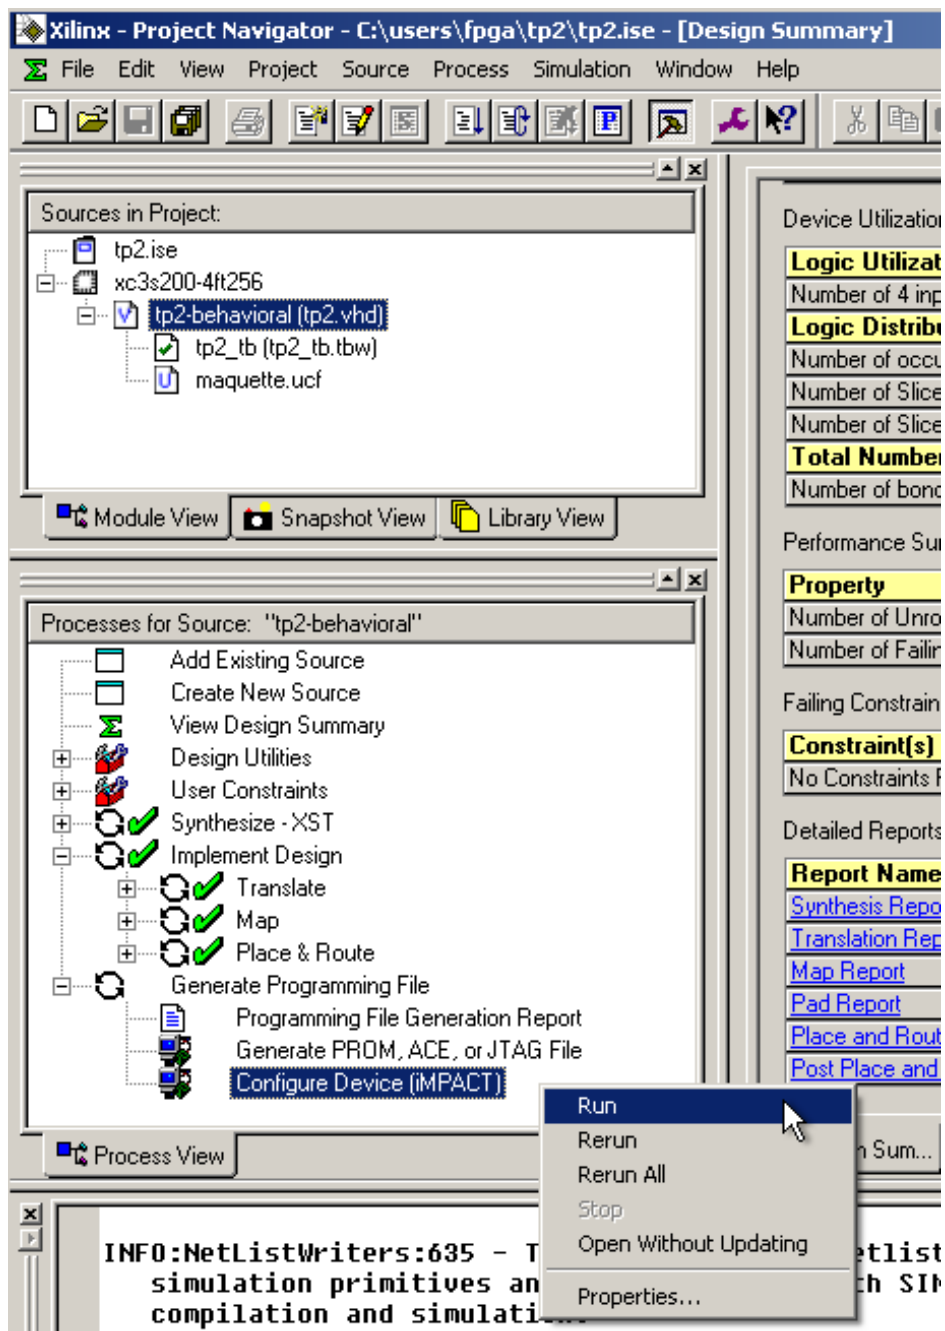 Xilinx - Project Navigator - C:\users\fpga\tp2\tp2.ise - [Design Summary]
File Edit View Project Source Process Simulation Window Help
Sources in Project:
tp2.ise
xc3s200-4ft256
tp2-behavioral (tp2.vhd)
tp2_tb (tp2_tb.tbw)
maquette.ucf
Module View Snapshot View Library View
Processes for Source: "tp2-behavioral"
Add Existing Source
Create New Source
View Design Summary
Design Utilities
User Constraints
Synthesize - XST
Implement Design
Translate
Map
Place & Route
Generate Programming File
Programming File Generation Report
Generate PROM, ACE, or JTAG File
Configure Device (iMPACT)
Process View
Device Utilization
Logic Utilizat
Number of 4 inp
Logic Distribu
Number of occu
Number of Slice
Number of Slice
Total Number
Number of bond
Performance Sum
Property
Number of Unro
Number of Failin
Failing Constrain
Constraint(s)
No Constraints F
Detailed Reports
Report Name
Synthesis Repo
Translation Rep
Map Report
Pad Report
Place and Rout
Post Place and
Sum...
Run
Rerun
Rerun All
Stop
Open Without Updating
Properties...
INFO:NetListWriters:635 - T etlist
simulation primitives an h SIM
compilation and simulati